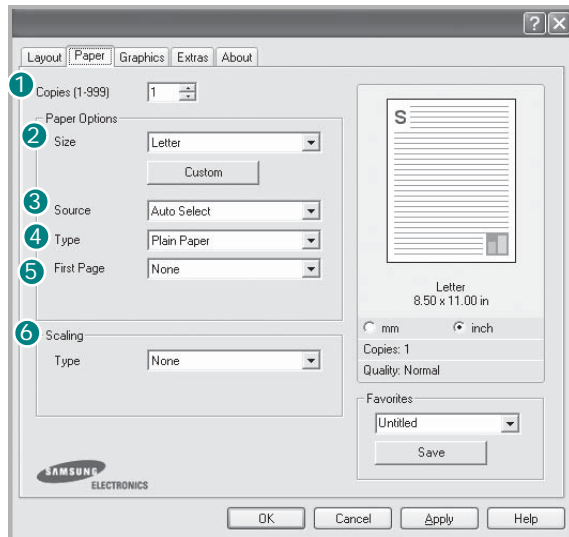 ? X
Layout Paper Graphics Extras About
1 Copies (1-999) 1
Paper Options
2 Size Letter
Custom
3 Source Auto Select
4 Type Plain Paper
5 First Page None
6 Scaling
Type None
S
Letter
8.50 x 11.00 in
mm inch
Copies: 1
Quality: Normal
Favorites
Untitled
Save
SAMSUNG
ELECTRONICS
OK Cancel Apply Help